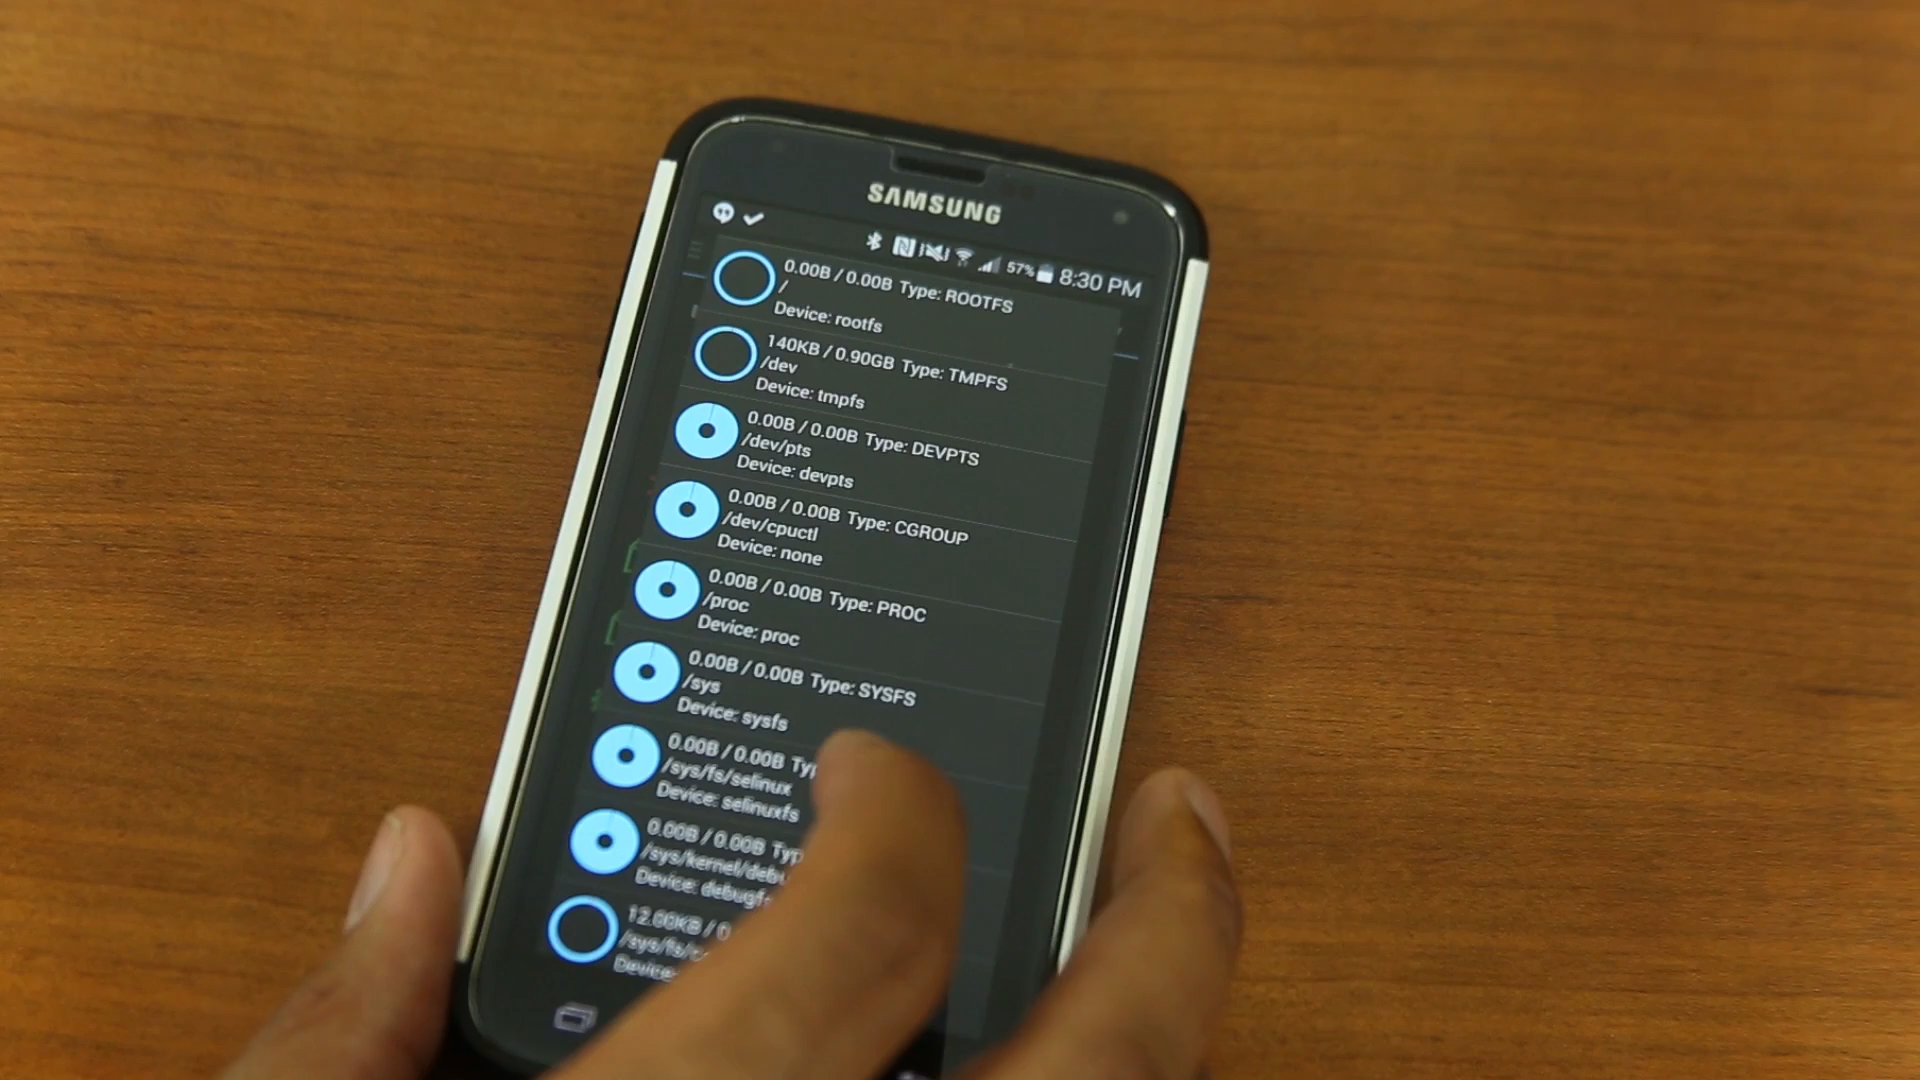 SAMSUNG
57% 8:30 PM
0.00B / 0.00B Type: ROOTFS
/
Device: rootfs
140KB / 0.90GB Type: TMPFS
/dev
Device: tmpfs
0.00B / 0.00B Type: DEVPTS
/dev/pts
Device: devpts
0.00B / 0.00B Type: CGROUP
/dev/cpuctl
Device: none
0.00B / 0.00B Type: PROC
/proc
Device: proc
0.00B / 0.00B Type: SYSFS
/sys
Device: sysfs
0.00B / 0.00B
/sys/fs/selinux
Device: selinuxfs
0.00B / 0.00B
Device:
12.00KB /
Device: